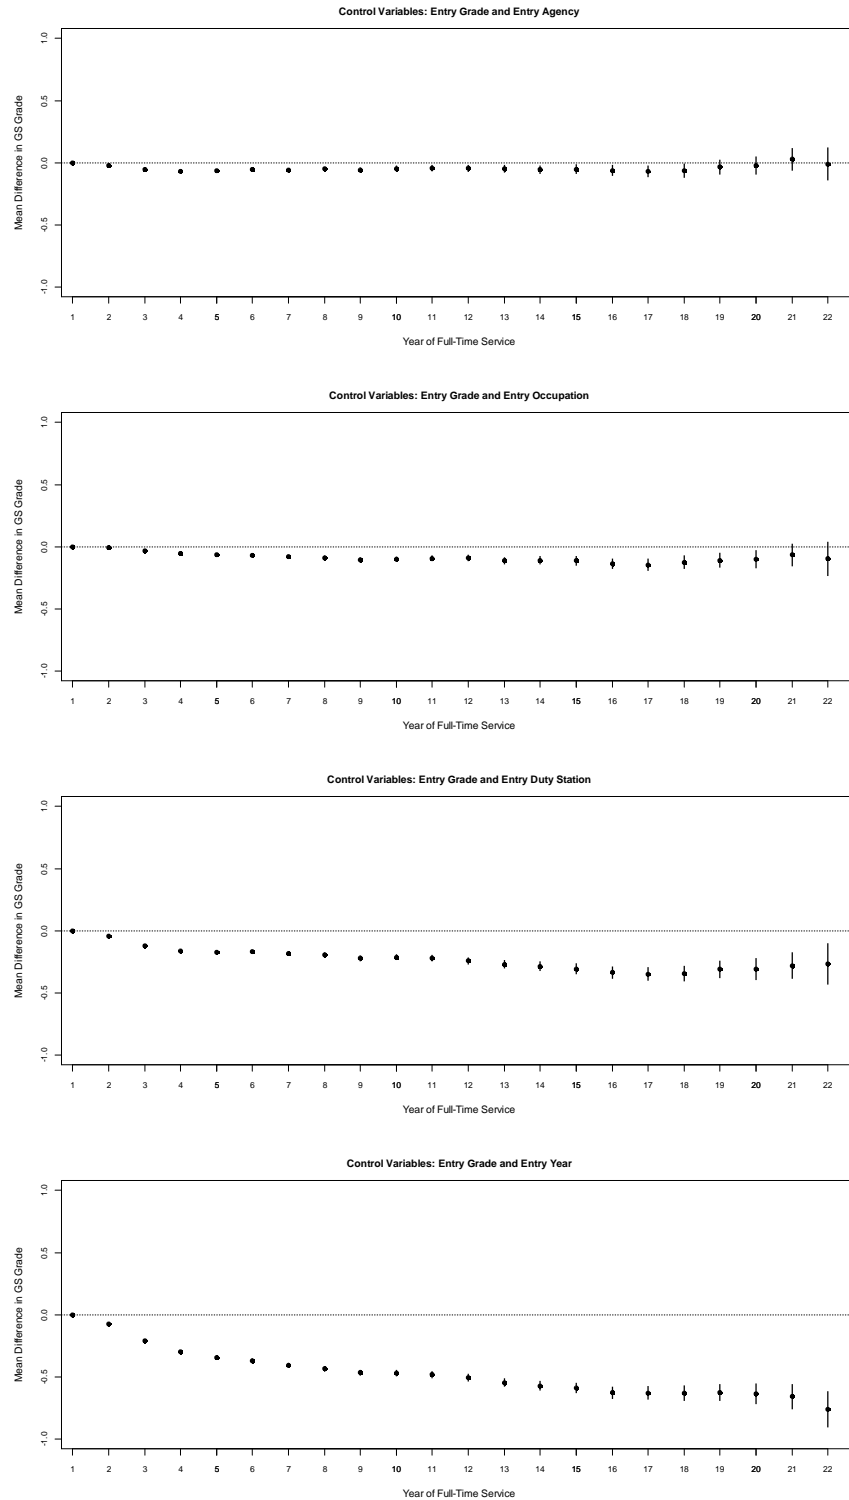 Control Variables: Entry Grade and Entry Agency
Mean Difference in GS Grade
1.0
0.5
0.0
-0.5
-1.0
1 2 3 4 5 6 7 8 9 10 11 12 13 14 15 16 17 18 19 20 21 22
Year of Full-Time Service
Control Variables: Entry Grade and Entry Occupation
Mean Difference in GS Grade
1.0
0.5
0.0
-0.5
-1.0
1 2 3 4 5 6 7 8 9 10 11 12 13 14 15 16 17 18 19 20 21 22
Year of Full-Time Service
Control Variables: Entry Grade and Entry Duty Station
Mean Difference in GS Grade
1.0
0.5
0.0
-0.5
-1.0
1 2 3 4 5 6 7 8 9 10 11 12 13 14 15 16 17 18 19 20 21 22
Year of Full-Time Service
Control Variables: Entry Grade and Entry Year
Mean Difference in GS Grade
1.0
0.5
0.0
-0.5
-1.0
1 2 3 4 5 6 7 8 9 10 11 12 13 14 15 16 17 18 19 20 21 22
Year of Full-Time Service